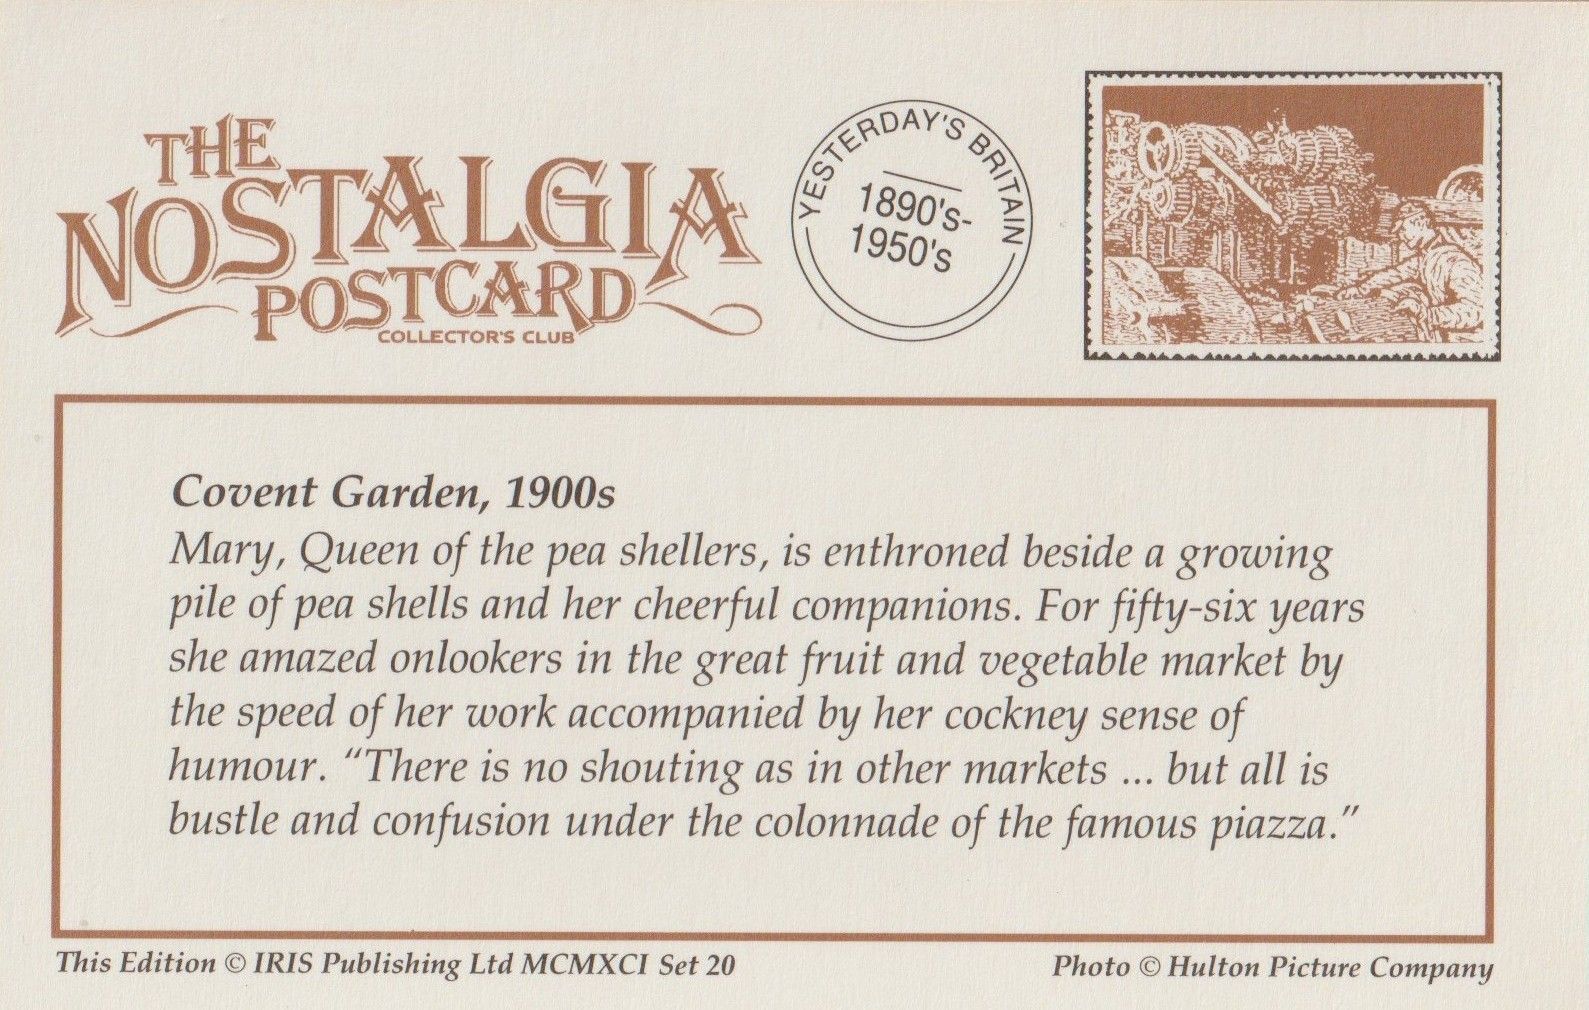 THE
NOSTALGIA
POSTCARD
COLLECTOR'S CLUB
YESTERDAY'S BRITAIN
1890's-
1950's
Covent Garden, 1900s
Mary, Queen of the pea shellers, is enthroned beside a growing
pile of pea shells and her cheerful companions. For fifty-six years
she amazed onlookers in the great fruit and vegetable market by
the speed of her work accompanied by her cockney sense of
humour. “There is no shouting as in other markets ... but all is
bustle and confusion under the colonnade of the famous piazza.”
This Edition © IRIS Publishing Ltd MCMXCI Set 20
Photo © Hulton Picture Company